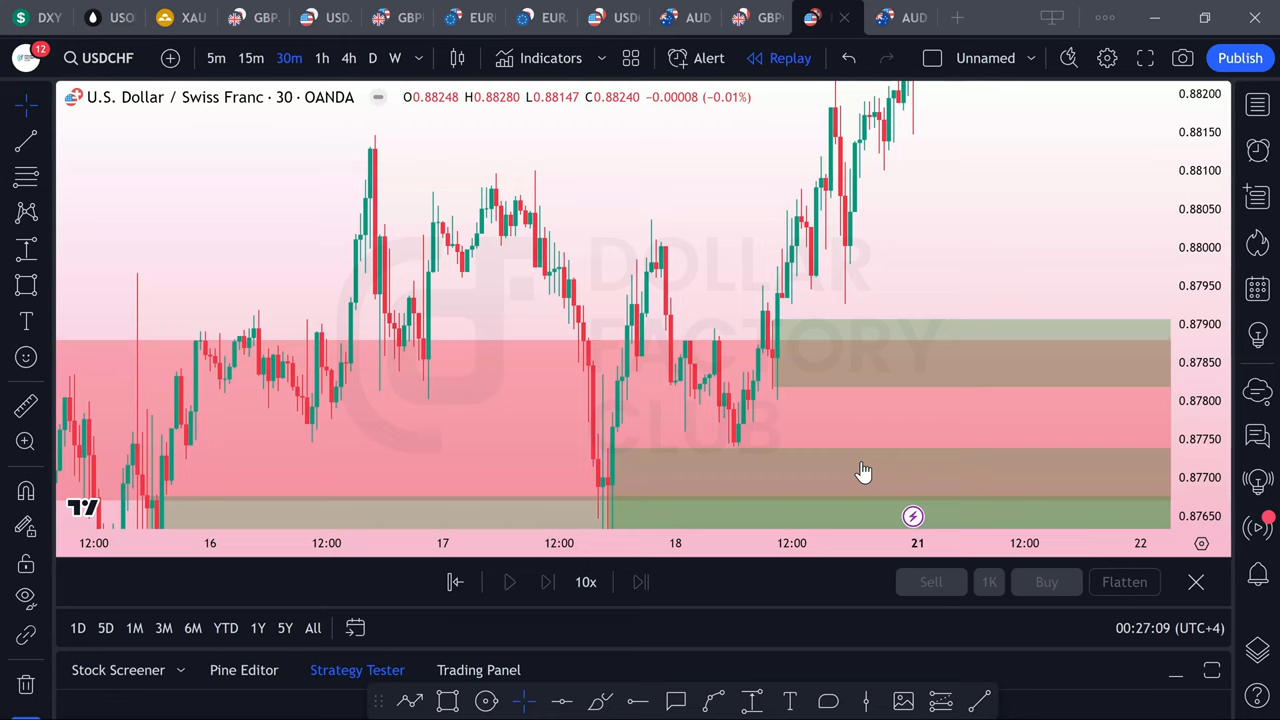 DXY USO XAU GBP. USD. GBP EURI EUR. USD AUD GBP AUD
12 USDCHF 5m 15m 30m 1h 4h D W Indicators Alert Replay Unnamed Publish
U.S. Dollar / Swiss Franc · 30 · OANDA O0.88248 H0.88280 L0.88147 C0.88240 −0.00008 (−0.01%)
0.88200
0.88150
0.88100
0.88050
0.88000
0.87950
0.87900
0.87850
0.87800
0.87750
0.87700
0.87650
DOLLAR
FACTORY
CLUB
12:00 16 12:00 17 12:00 18 12:00 21 12:00 22
10x Sell 1K Buy Flatten
1D 5D 1M 3M 6M YTD 1Y 5Y All 00:27:09 (UTC+4)
Stock Screener Pine Editor Strategy Tester Trading Panel